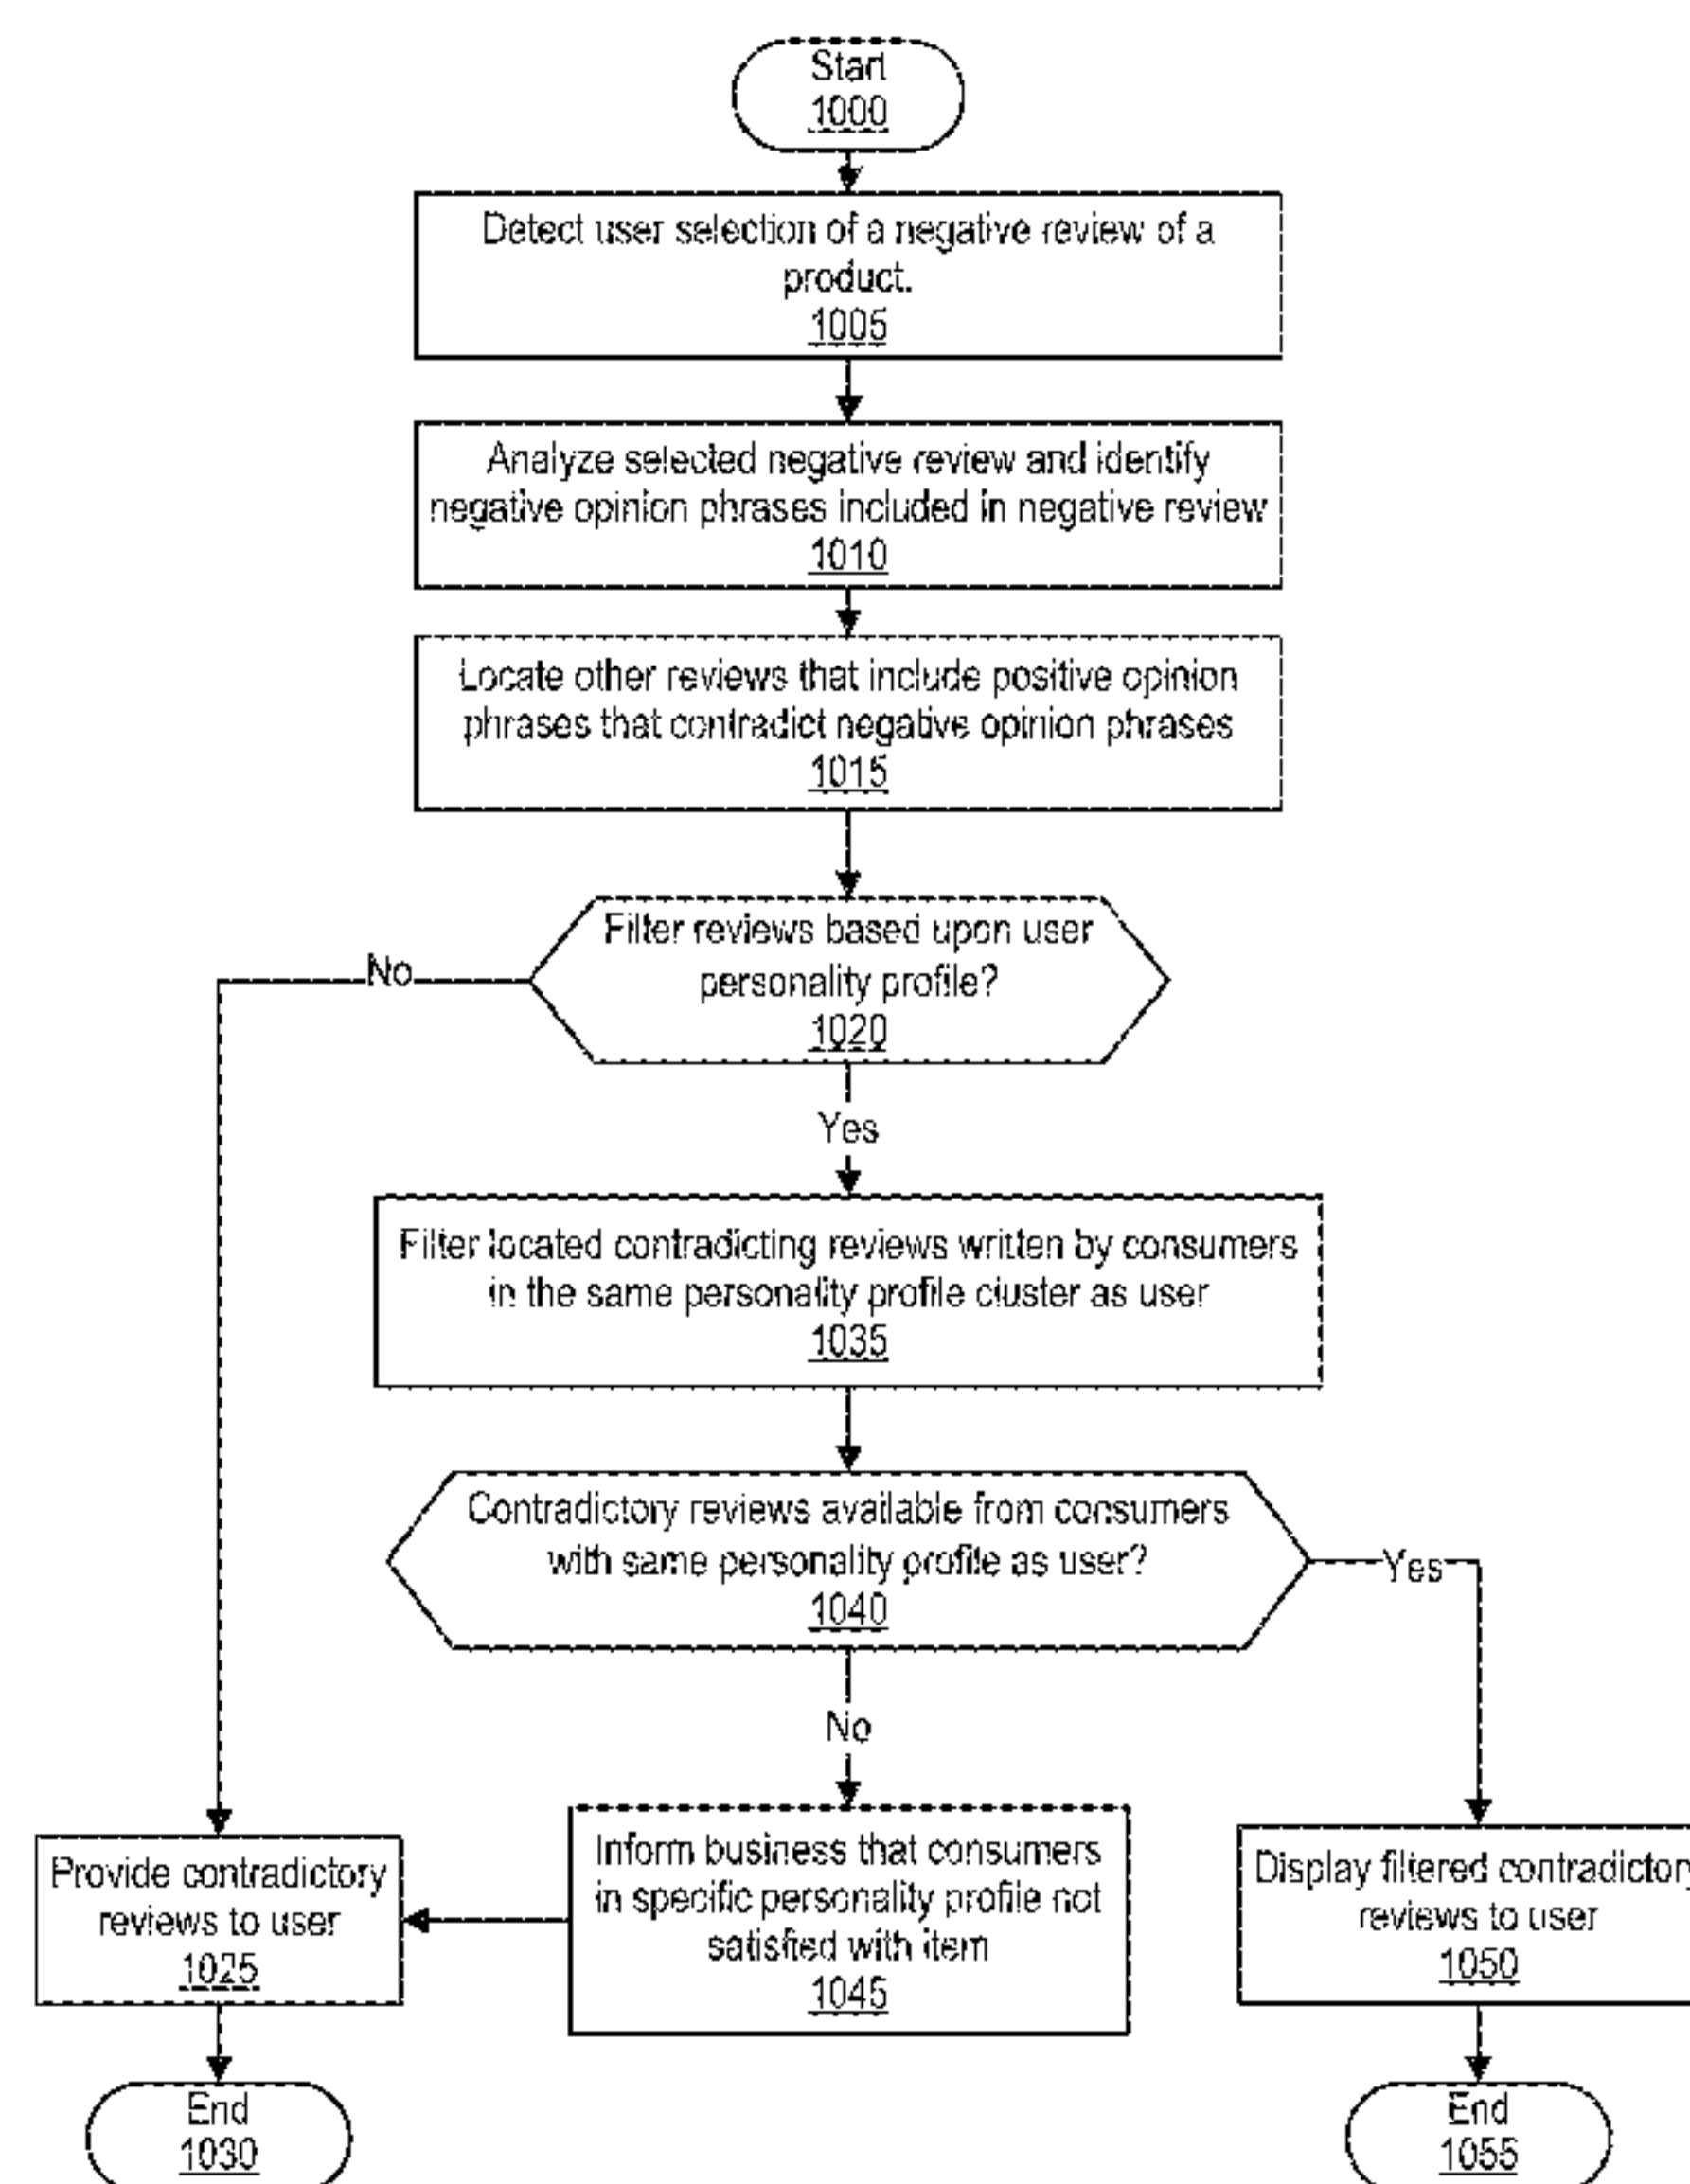 Start
1000
Detect user selection of a negative review of a
product.
1005
Analyze selected negative review and identify
negative opinion phrases included in negative review
1010
Locate other reviews that include positive opinion
phrases that contradict negative opinion phrases
1015
Filter reviews based upon user
personality profile?
1020
No
Yes
Filter located contradicting reviews written by consumers
in the same personality profile cluster as user
1035
Contradictory reviews available from consumers
with same personality profile as user?
1040
Yes
No
Provide contradictory
reviews to user
1025
Inform business that consumers
in specific personality profile not
satisfied with item
1045
Display filtered contradictory
reviews to user
1050
End
1030
End
1055